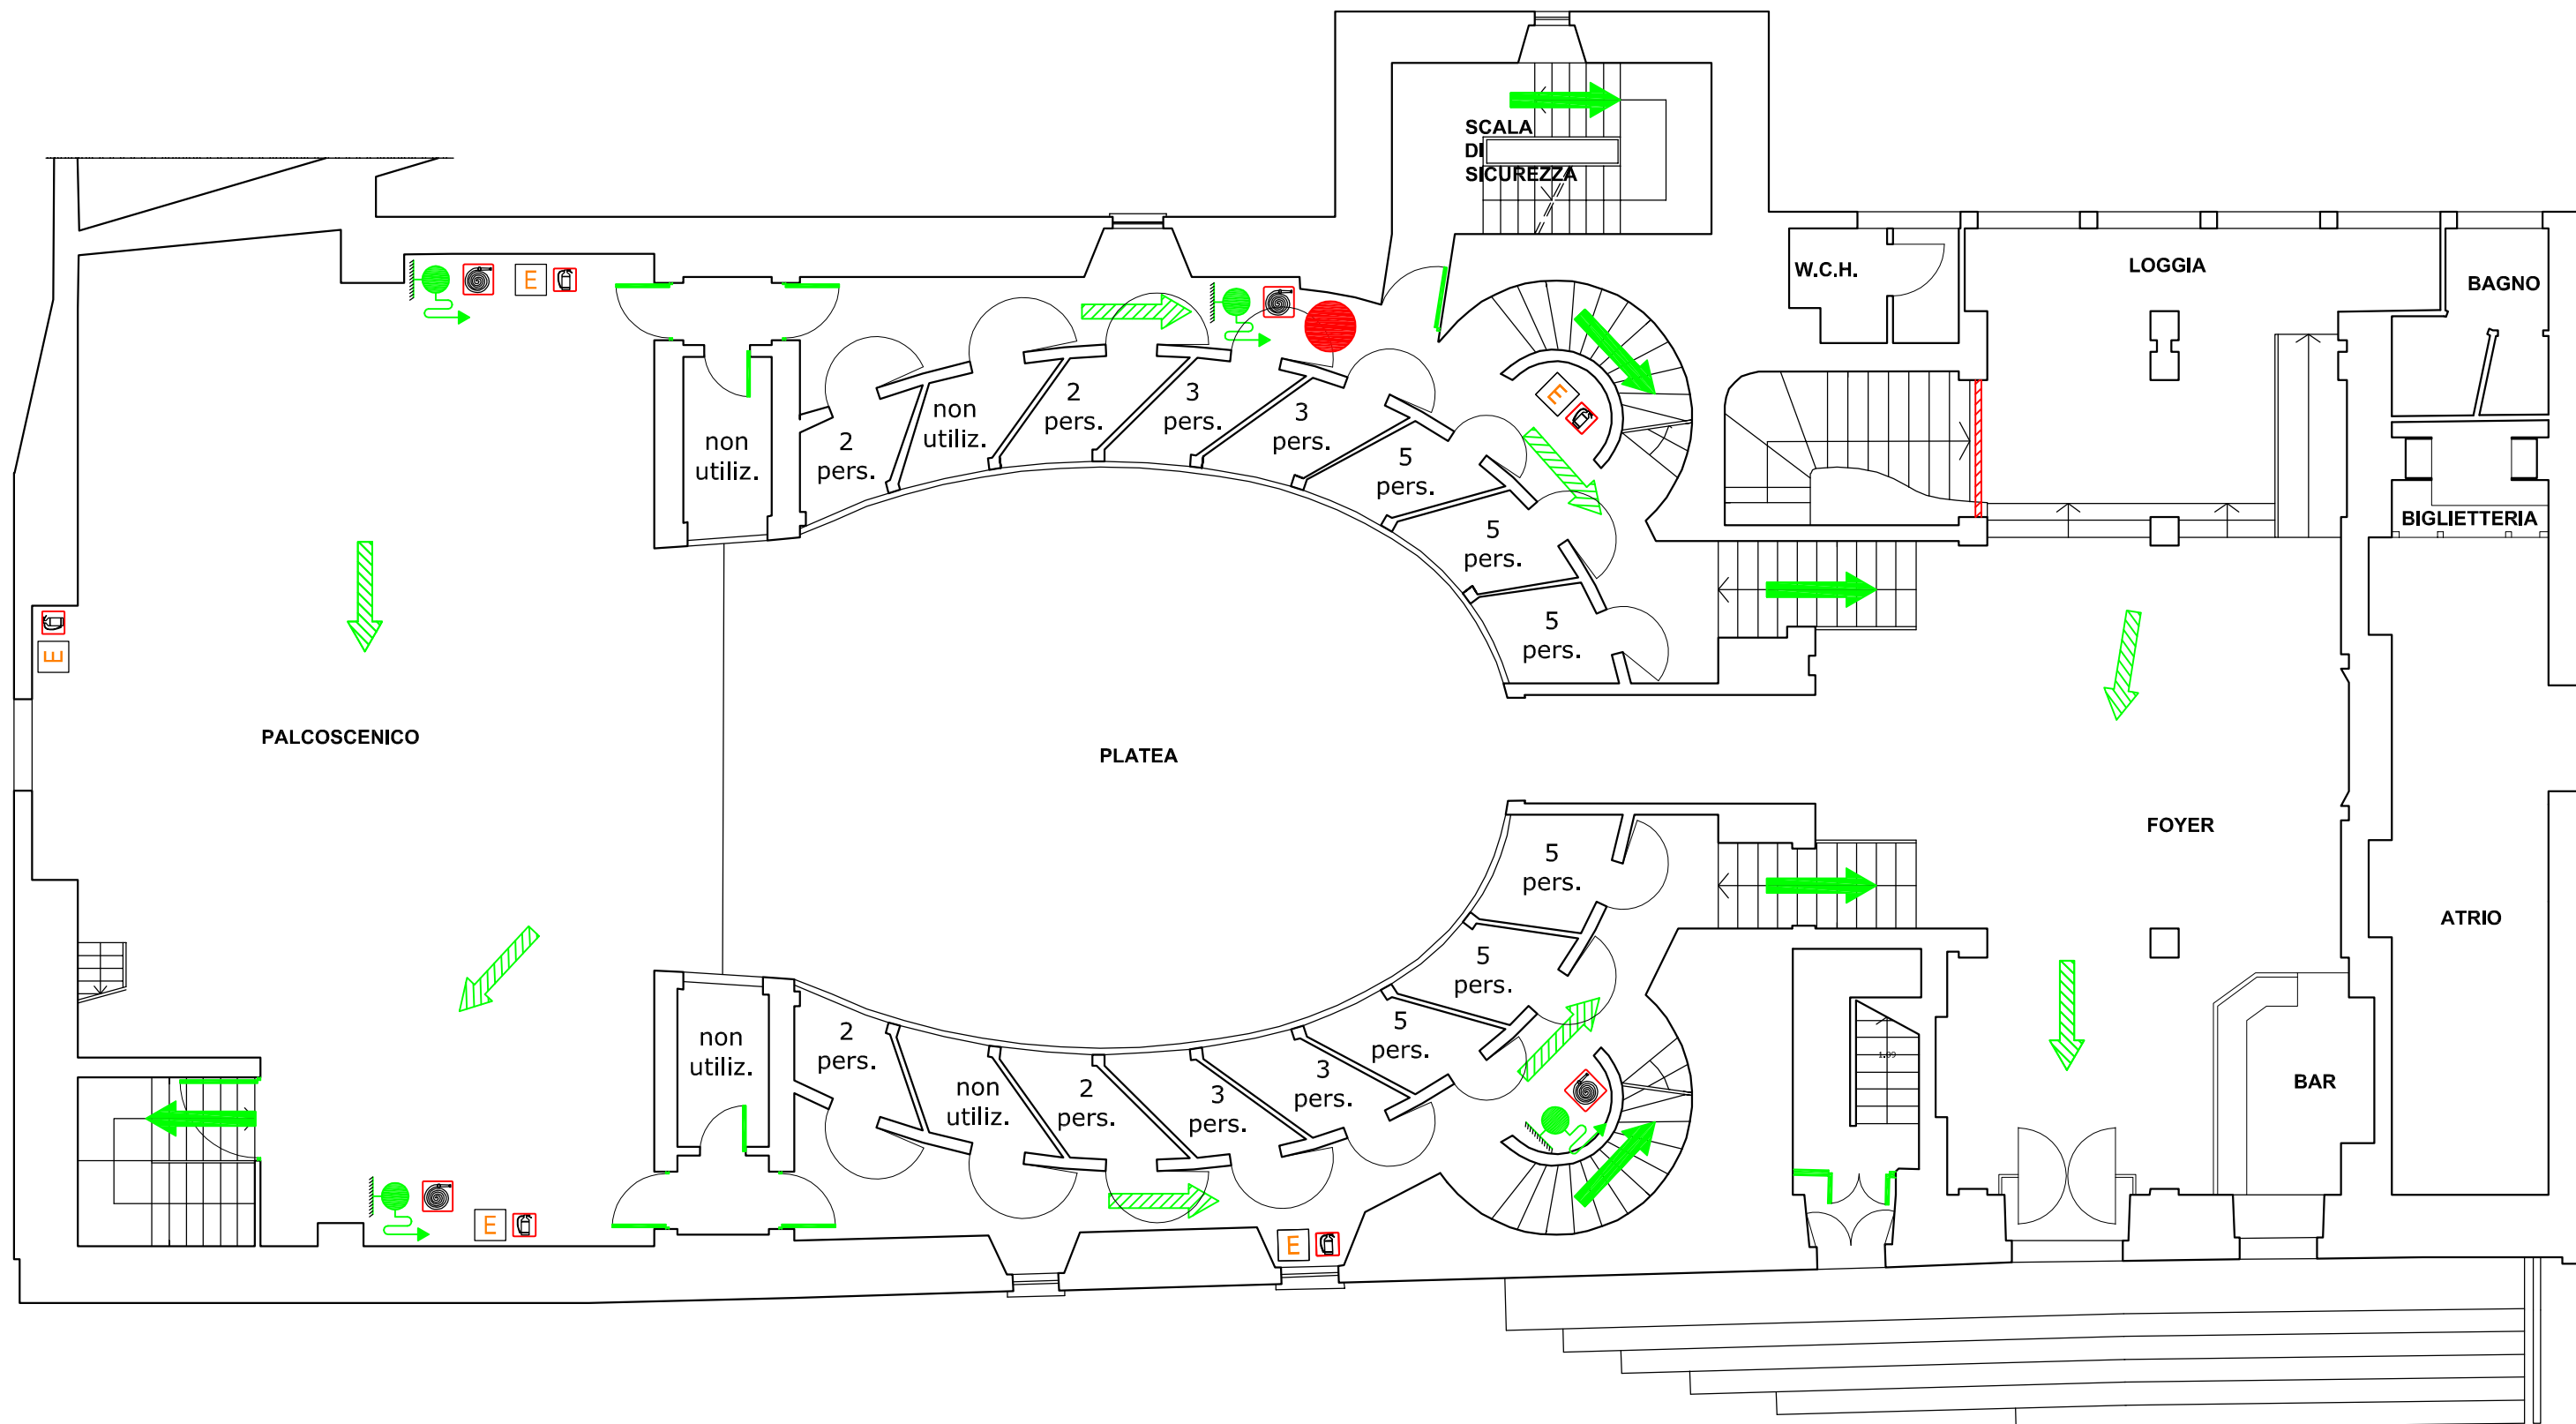 SCALA
DI
SICUREZZA
W.C.H.
LOGGIA
BAGNO
E
E
non
utiliz.
2
pers.
non
utiliz.
2
pers.
3
pers.
3
pers.
5
pers.
5
pers.
5
pers.
BIGLIETTERIA
E
PALCOSCENICO
PLATEA
FOYER
ATRIO
BAR
5
pers.
5
pers.
5
pers.
3
pers.
3
pers.
2
pers.
non
utiliz.
2
pers.
non
utiliz.
1.09
E
E